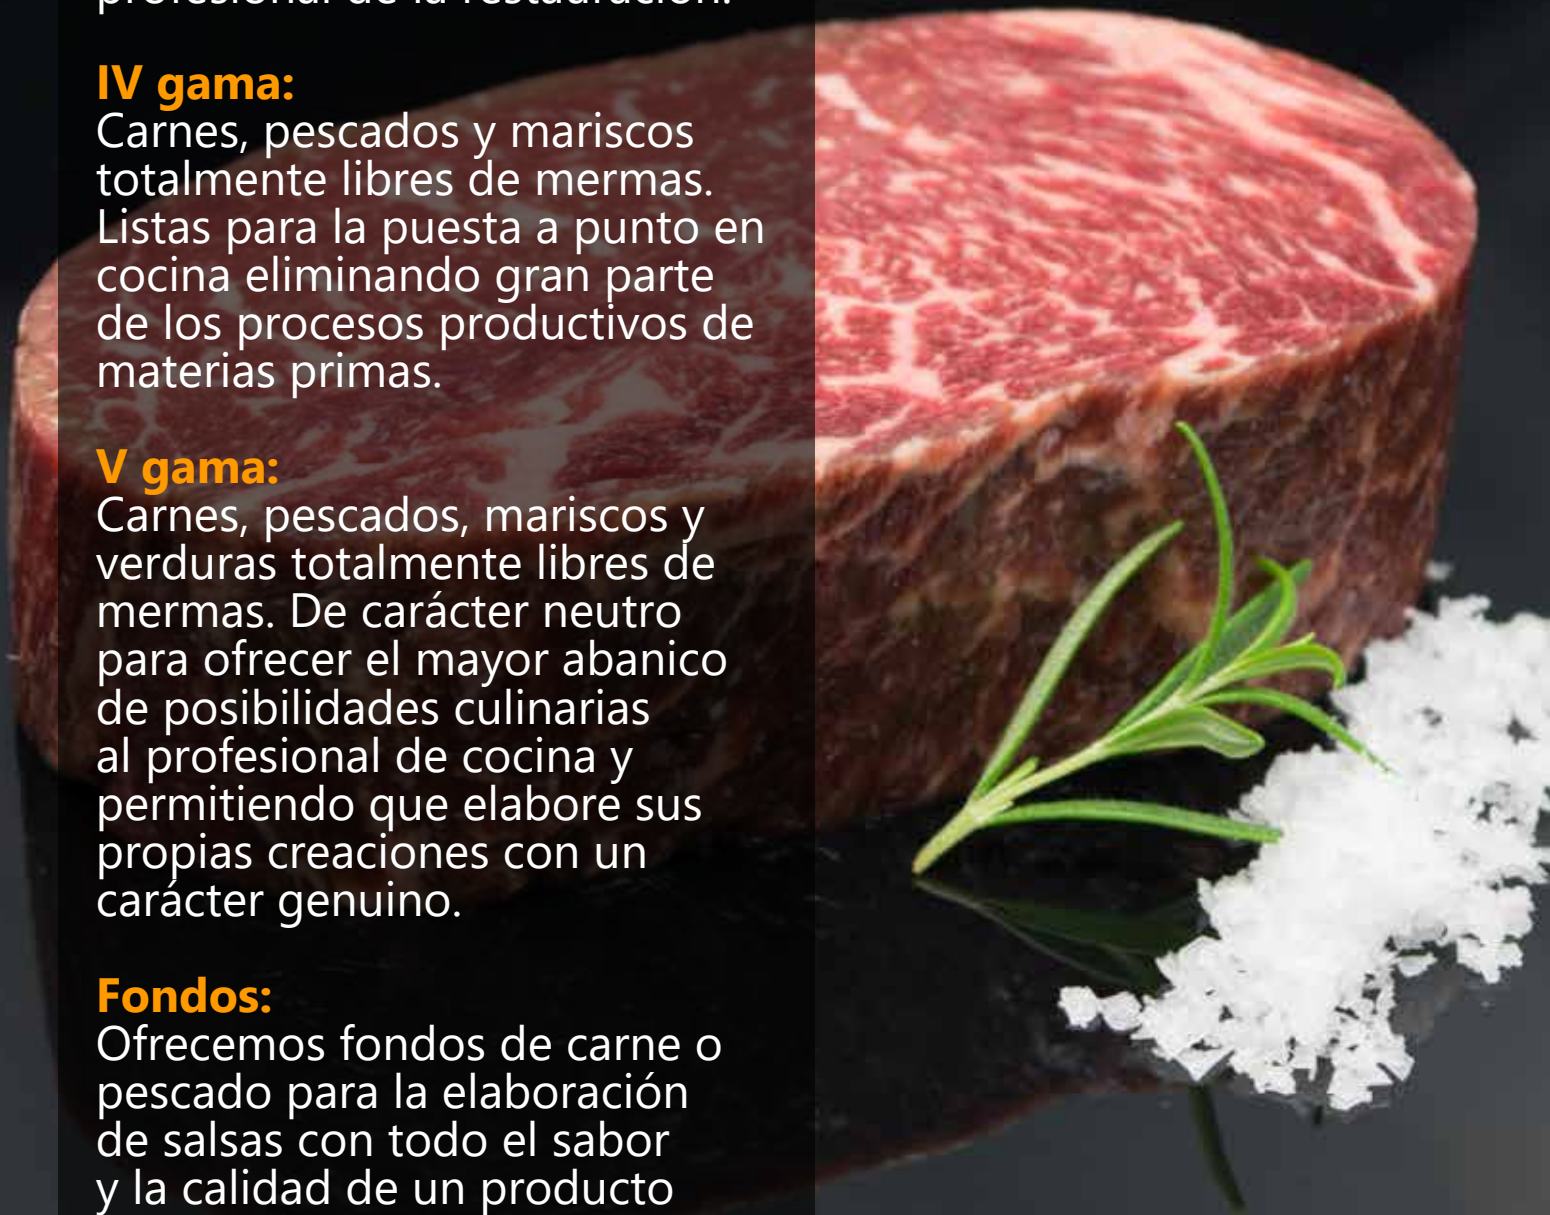 profesional de la restauración.
IV gama:
Carnes, pescados y mariscos
totalmente libres de mermas.
Listas para la puesta a punto en
cocina eliminando gran parte
de los procesos productivos de
materias primas.
V gama:
Carnes, pescados, mariscos y
verduras totalmente libres de
mermas. De carácter neutro
para ofrecer el mayor abanico
de posibilidades culinarias
al profesional de cocina y
permitiendo que elabore sus
propias creaciones con un
carácter genuino.
Fondos:
Ofrecemos fondos de carne o
pescado para la elaboración
de salsas con todo el sabor
y la calidad de un producto